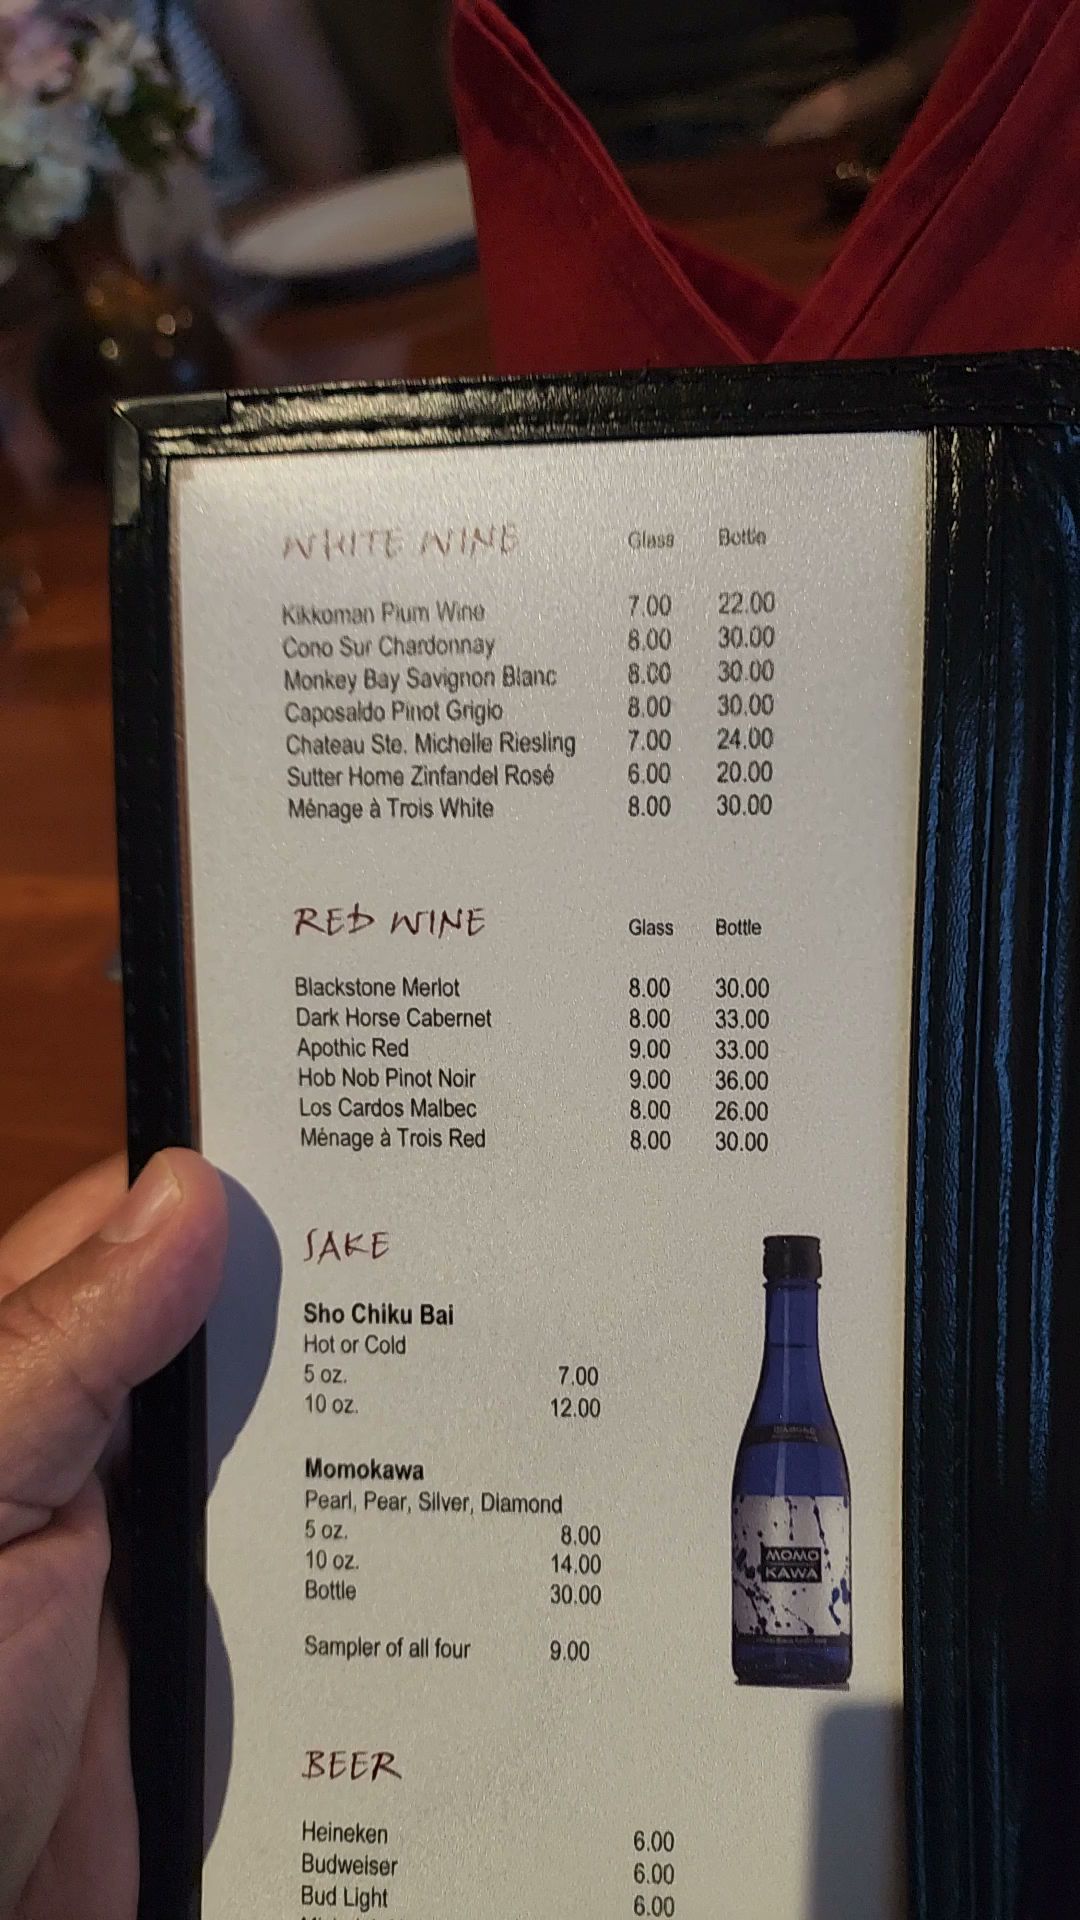 WHITE WINE Glass Bottle
Kikkoman Plum Wine 7.00 22.00
Cono Sur Chardonnay 8.00 30.00
Monkey Bay Savignon Blanc 8.00 30.00
Caposaldo Pinot Grigio 8.00 30.00
Chateau Ste. Michelle Riesling 7.00 24.00
Sutter Home Zinfandel Rosé 6.00 20.00
Ménage à Trois White 8.00 30.00
RED WINE Glass Bottle
Blackstone Merlot 8.00 30.00
Dark Horse Cabernet 8.00 33.00
Apothic Red 9.00 33.00
Hob Nob Pinot Noir 9.00 36.00
Los Cardos Malbec 8.00 26.00
Ménage à Trois Red 8.00 30.00
SAKE
Sho Chiku Bai
Hot or Cold
5 oz. 7.00
10 oz. 12.00
Momokawa
Pearl, Pear, Silver, Diamond
5 oz. 8.00
10 oz. 14.00
Bottle 30.00
Sampler of all four 9.00
DIAMOND
MOMO
KAWA
BEER
Heineken 6.00
Budweiser 6.00
Bud Light 6.00